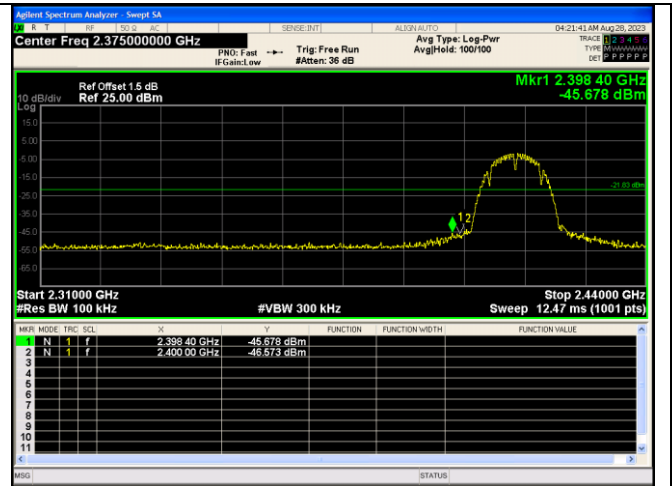 Agilent Spectrum Analyzer - Swept SA
R T RF 50 Ω AC SENSE:INT ALIGN AUTO 04:21:41 AM Aug 28, 2023
Center Freq 2.375000000 GHz
PNO: Fast
IFGain:Low
Trig: Free Run
#Atten: 36 dB
Avg Type: Log-Pwr
Avg|Hold: 100/100
TRACE 1 2 3 4 5 6
TYPE M
DET P P P P P P
Mkr1 2.398 40 GHz
-45.678 dBm
Ref Offset 1.5 dB
10 dB/div Ref 25.00 dBm
Log
15.0
5.00
-5.00
-15.0
-21.83 dBm
-25.0
-35.0
-45.0
-55.0
-65.0
1 2
Start 2.31000 GHz Stop 2.44000 GHz
#Res BW 100 kHz #VBW 300 kHz Sweep 12.47 ms (1001 pts)
MKR MODE TRC SCL X Y FUNCTION FUNCTION WIDTH FUNCTION VALUE
1 N 1 f 2.398 40 GHz -45.678 dBm
2 N 1 f 2.400 00 GHz -46.573 dBm
3
4
5
6
7
8
9
10
11
MSG STATUS